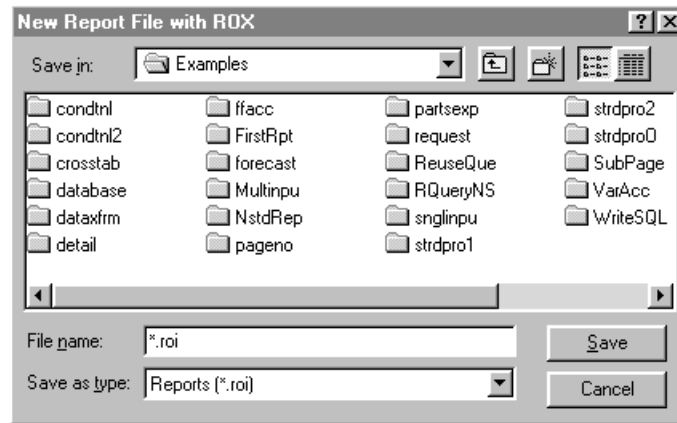 New Report File with ROX
Save in: Examples
condtnl ffacc partsexp strdpro2
condtnl2 FirstRpt request strdpro0
crosstab forecast ReuseQue SubPage
database Multinpu RQueryNS VarAcc
dataxfrm NstdRep snglinpu WriteSQL
detail pageno strdpro1
File name: *.roi Save
Save as type: Reports (*.roi) Cancel